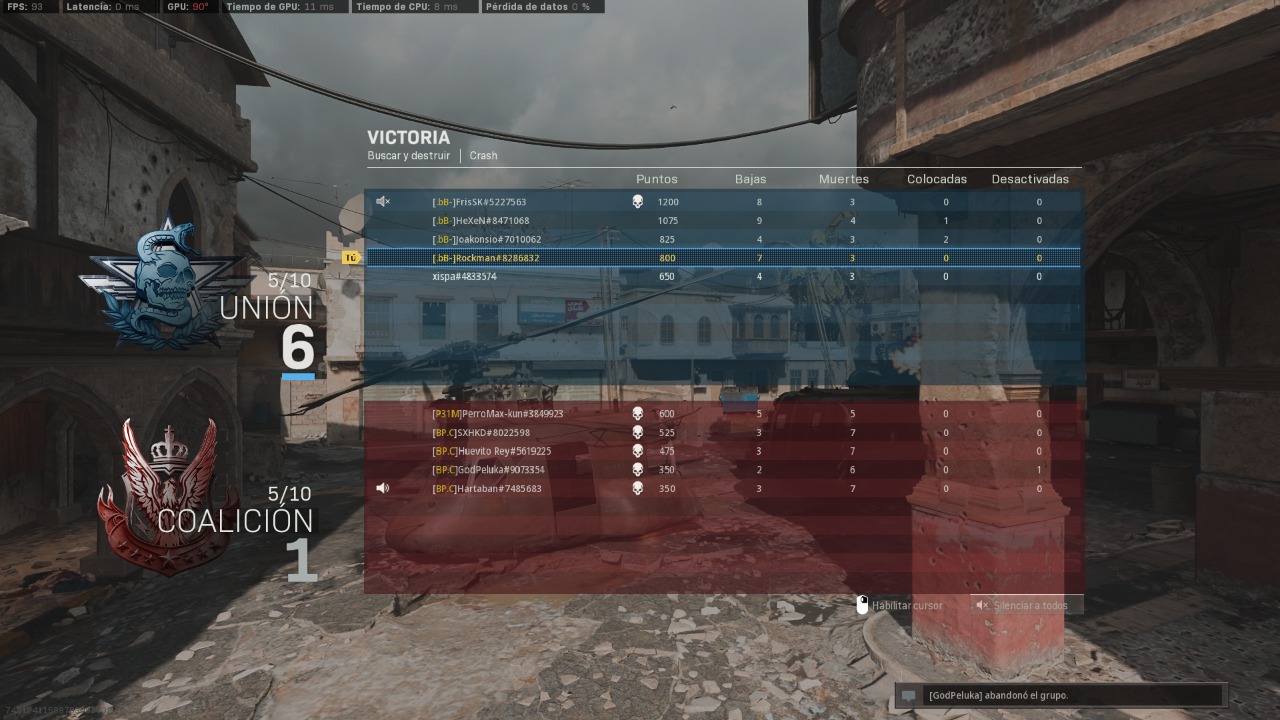 FPS: 93 Latencia: 0 ms GPU: 90° Tiempo de GPU: 11 ms Tiempo de CPU: 8 ms Pérdida de datos 0 %
VICTORIA
Buscar y destruir | Crash
Puntos Bajas Muertes Colocadas Desactivadas
[.bB-]FrisSK#5227563 1200 8 3 0 0
[.bB-]HeXeN#8471068 1075 9 4 1 0
[.bB-]Joakonsio#7010062 825 4 3 2 0
TÚ [.bB-]Rockman#8286832 800 7 3 0 0
xispa#4833574 650 4 3 0 0
5/10
UNIÓN
6
[P31M]PerroMax-kun#3849923 600 5 5 0 0
[BP.C]SXHKD#8022598 525 3 7 0 0
[BP.C]Huevito Rey#5619225 475 3 7 0 0
[BP.C]GodPeluka#9073354 350 2 6 0 1
[BP.C]Hartaban#7485683 350 3 7 0 0
5/10
COALICIÓN
1
Habilitar cursor Silenciar a todos
[GodPeluka] abandonó el grupo.